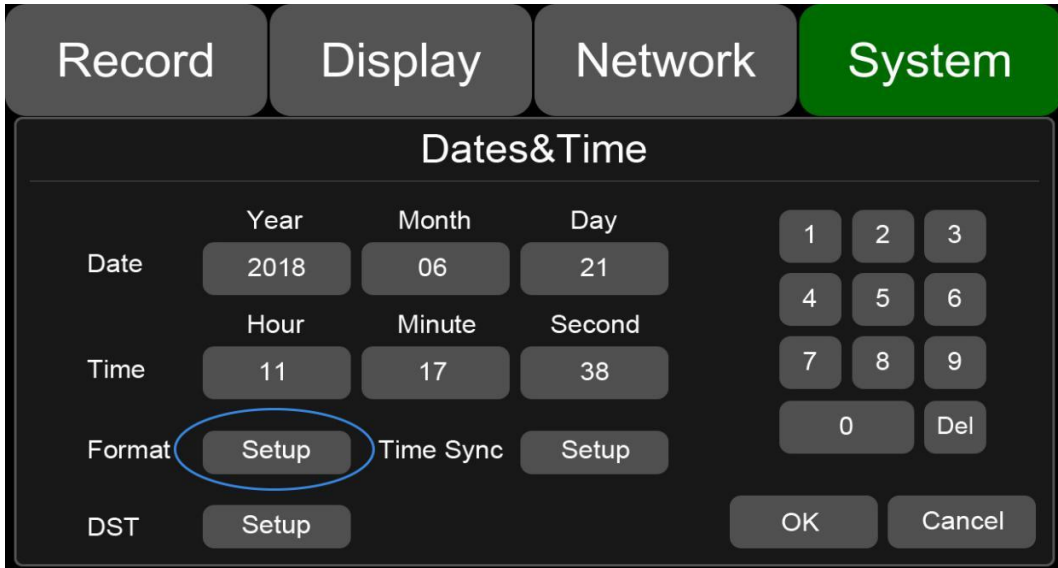 Record Display Network System
Dates&Time
Year Month Day
Date 2018 06 21
Hour Minute Second
Time 11 17 38
Format Setup Time Sync Setup
DST Setup
1 2 3
4 5 6
7 8 9
0 Del
OK Cancel